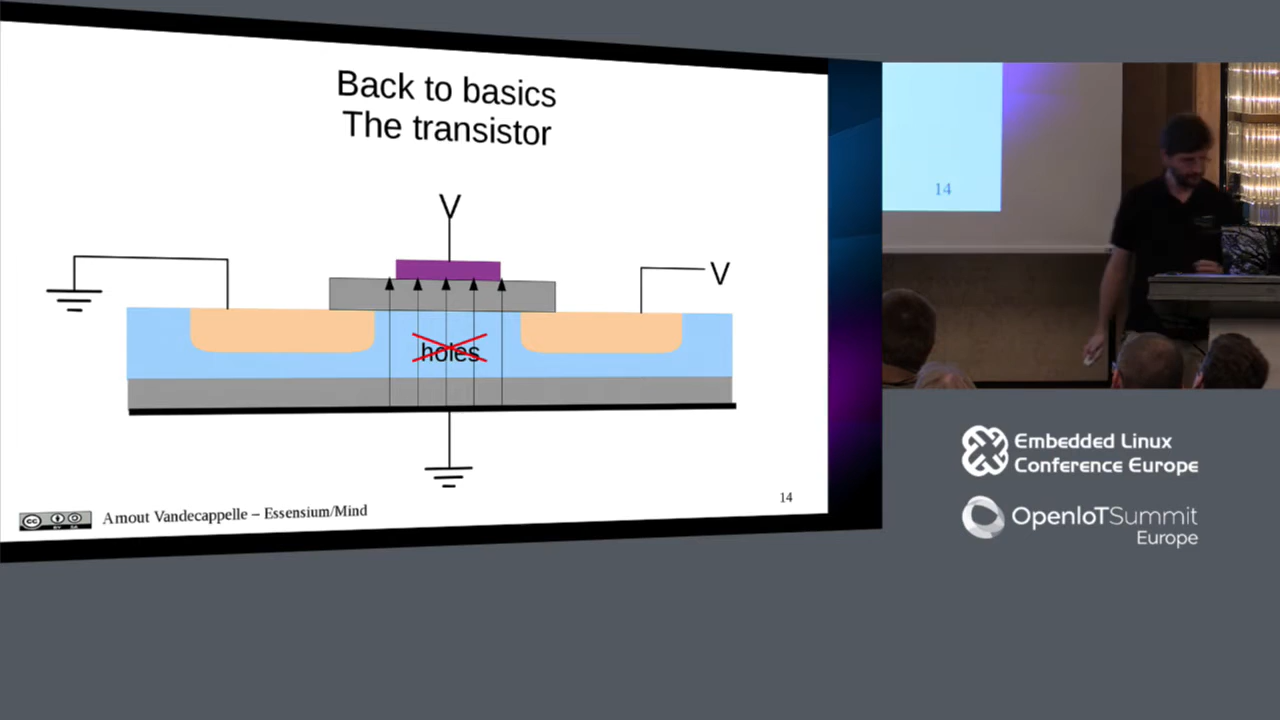 Back to basics
The transistor
V
V
holes
Arnout Vandecappelle – Essensium/Mind
14
14
Embedded Linux
Conference Europe
OpenIoTSummit
Europe